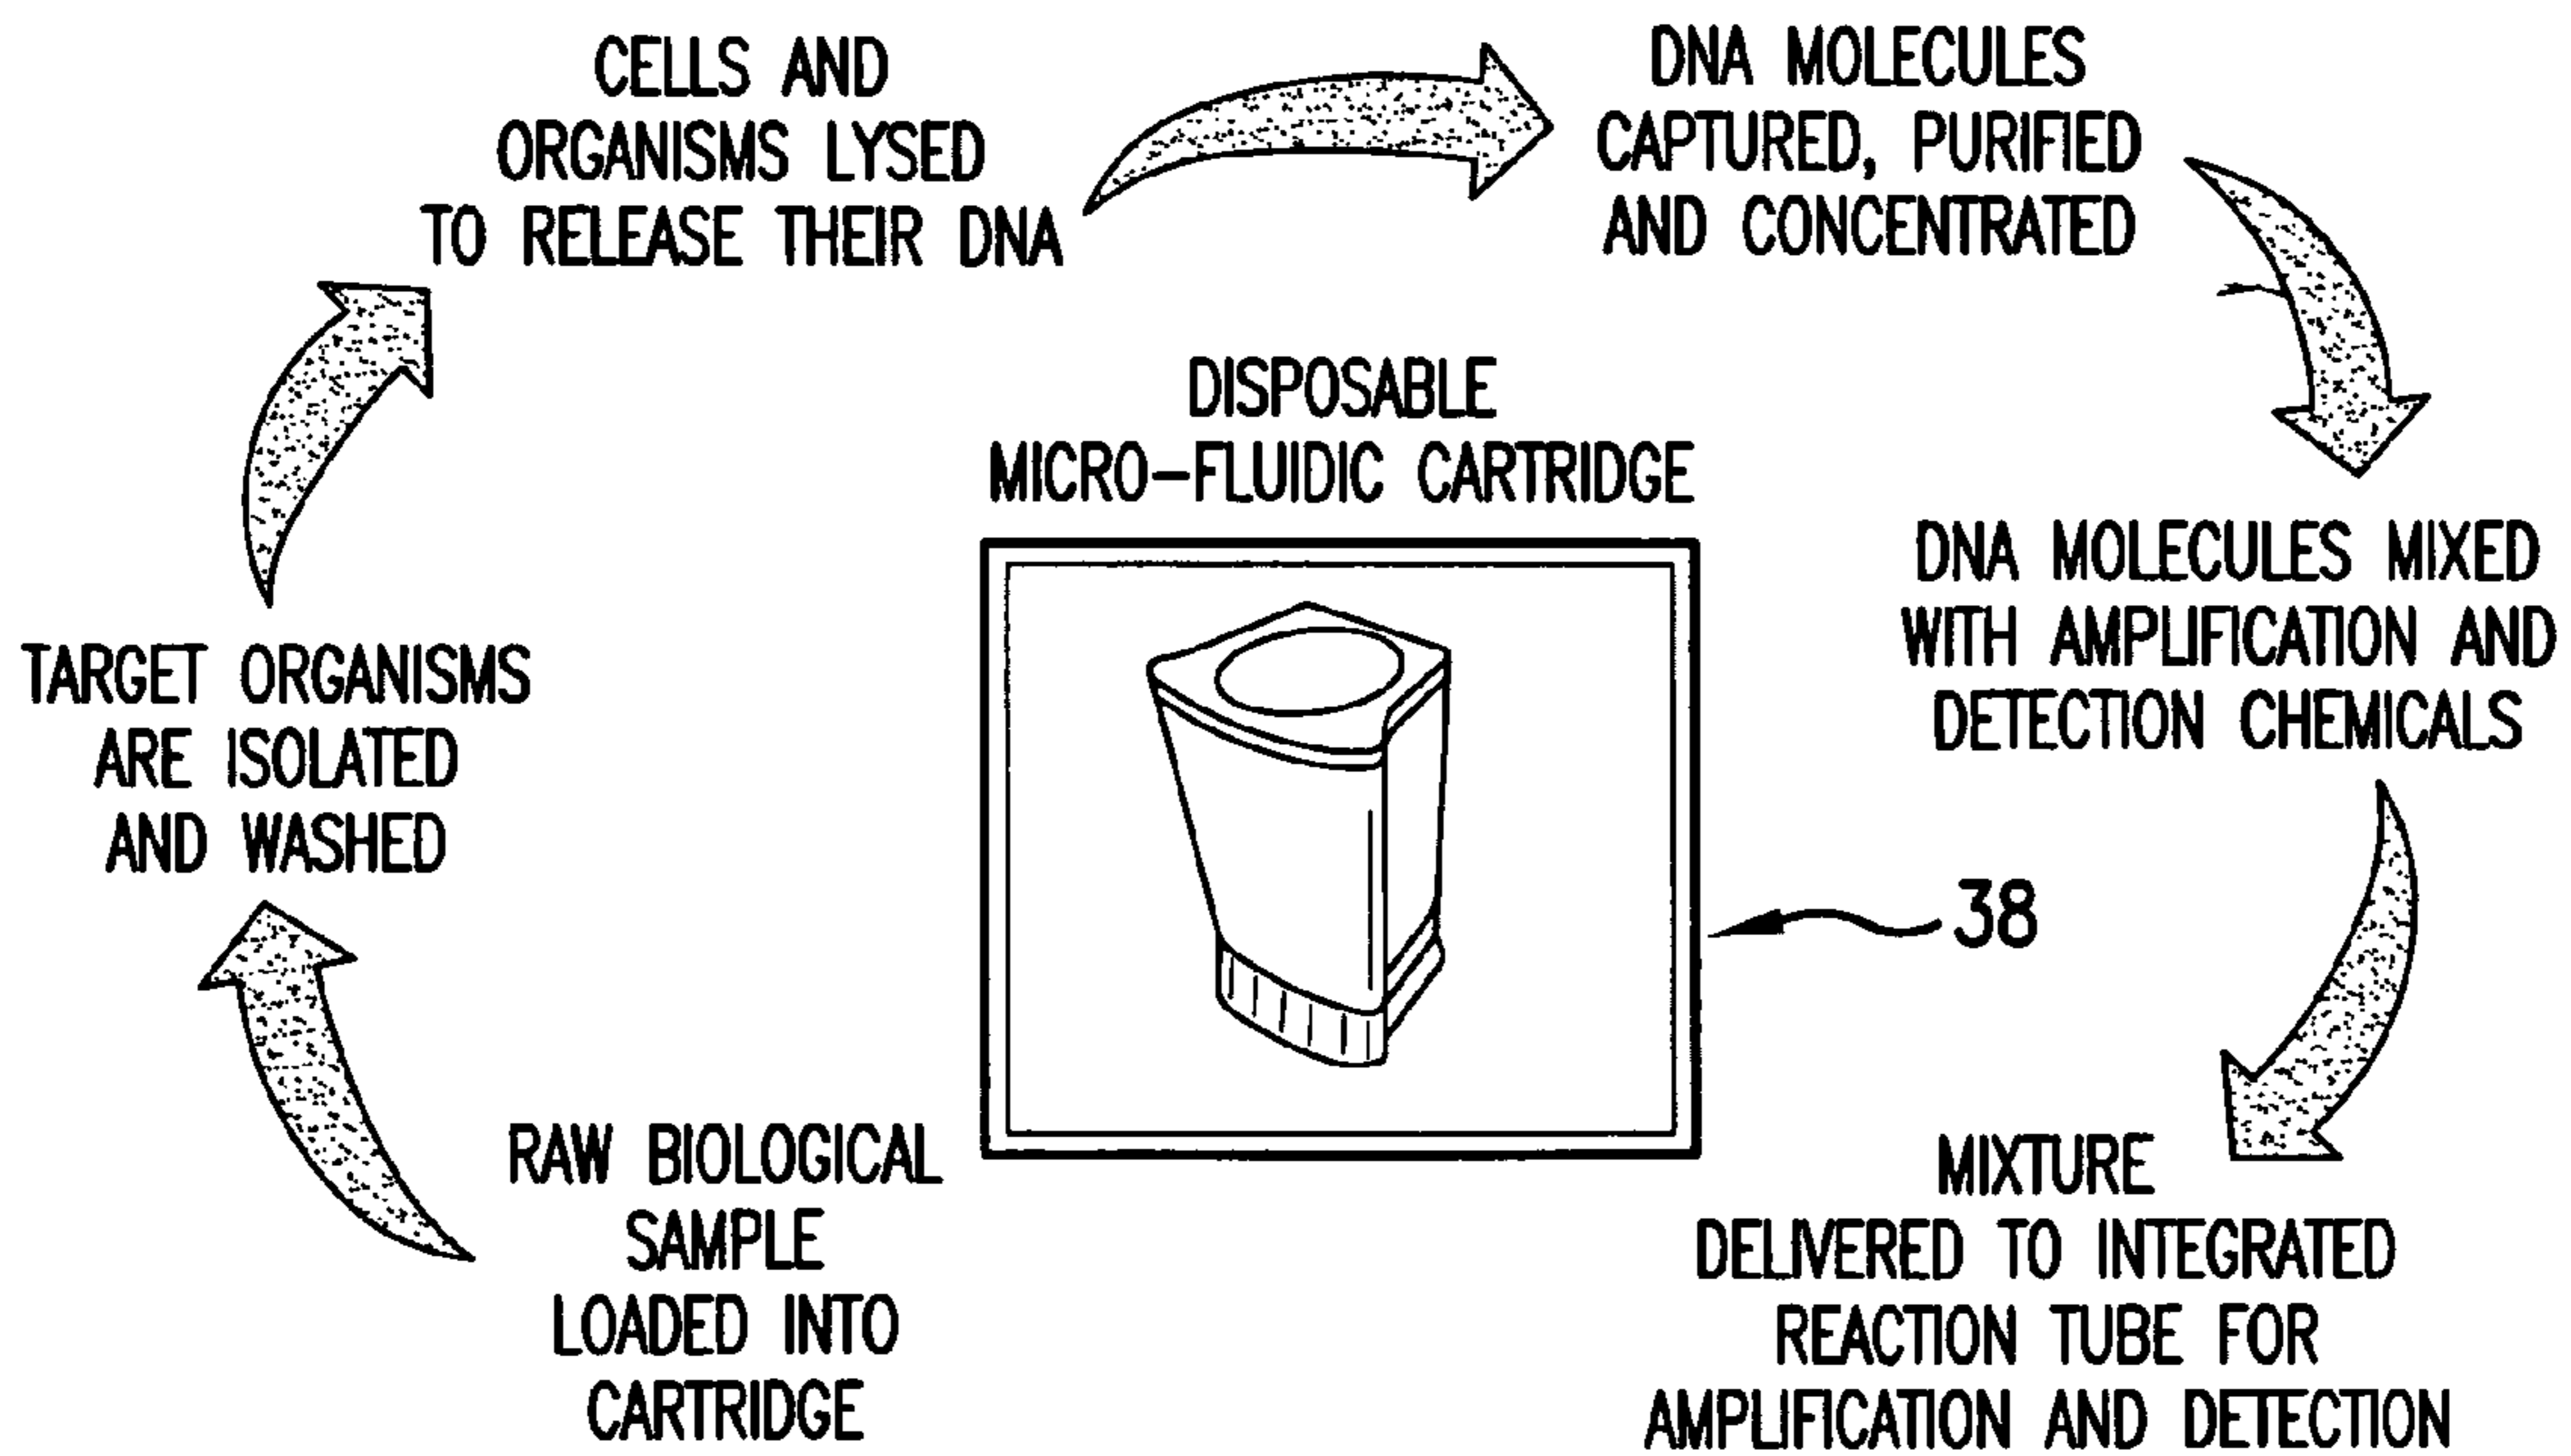 CELLS AND
ORGANISMS LYSED
TO RELEASE THEIR DNA
DNA MOLECULES
CAPTURED, PURIFIED
AND CONCENTRATED
DISPOSABLE
MICRO-FLUIDIC CARTRIDGE
DNA MOLECULES MIXED
WITH AMPLIFICATION AND
DETECTION CHEMICALS
TARGET ORGANISMS
ARE ISOLATED
AND WASHED
38
RAW BIOLOGICAL
SAMPLE
LOADED INTO
CARTRIDGE
MIXTURE
DELIVERED TO INTEGRATED
REACTION TUBE FOR
AMPLIFICATION AND DETECTION